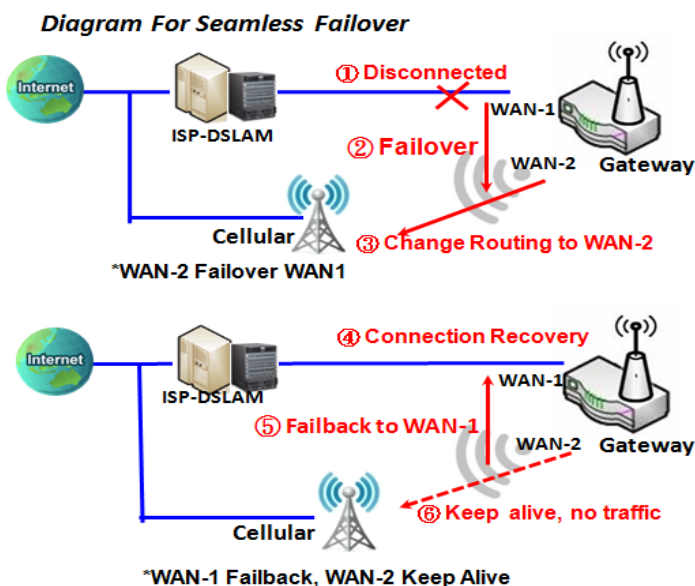 Diagram For Seamless Failover
Internet
① Disconnected
ISP-DSLAM
WAN-1
② Failover
WAN-2
Gateway
Cellular
③ Change Routing to WAN-2
*WAN-2 Failover WAN1
Internet
④ Connection Recovery
ISP-DSLAM
WAN-1
⑤ Failback to WAN-1
WAN-2
Gateway
⑥ Keep alive, no traffic
Cellular
*WAN-1 Failback, WAN-2 Keep Alive